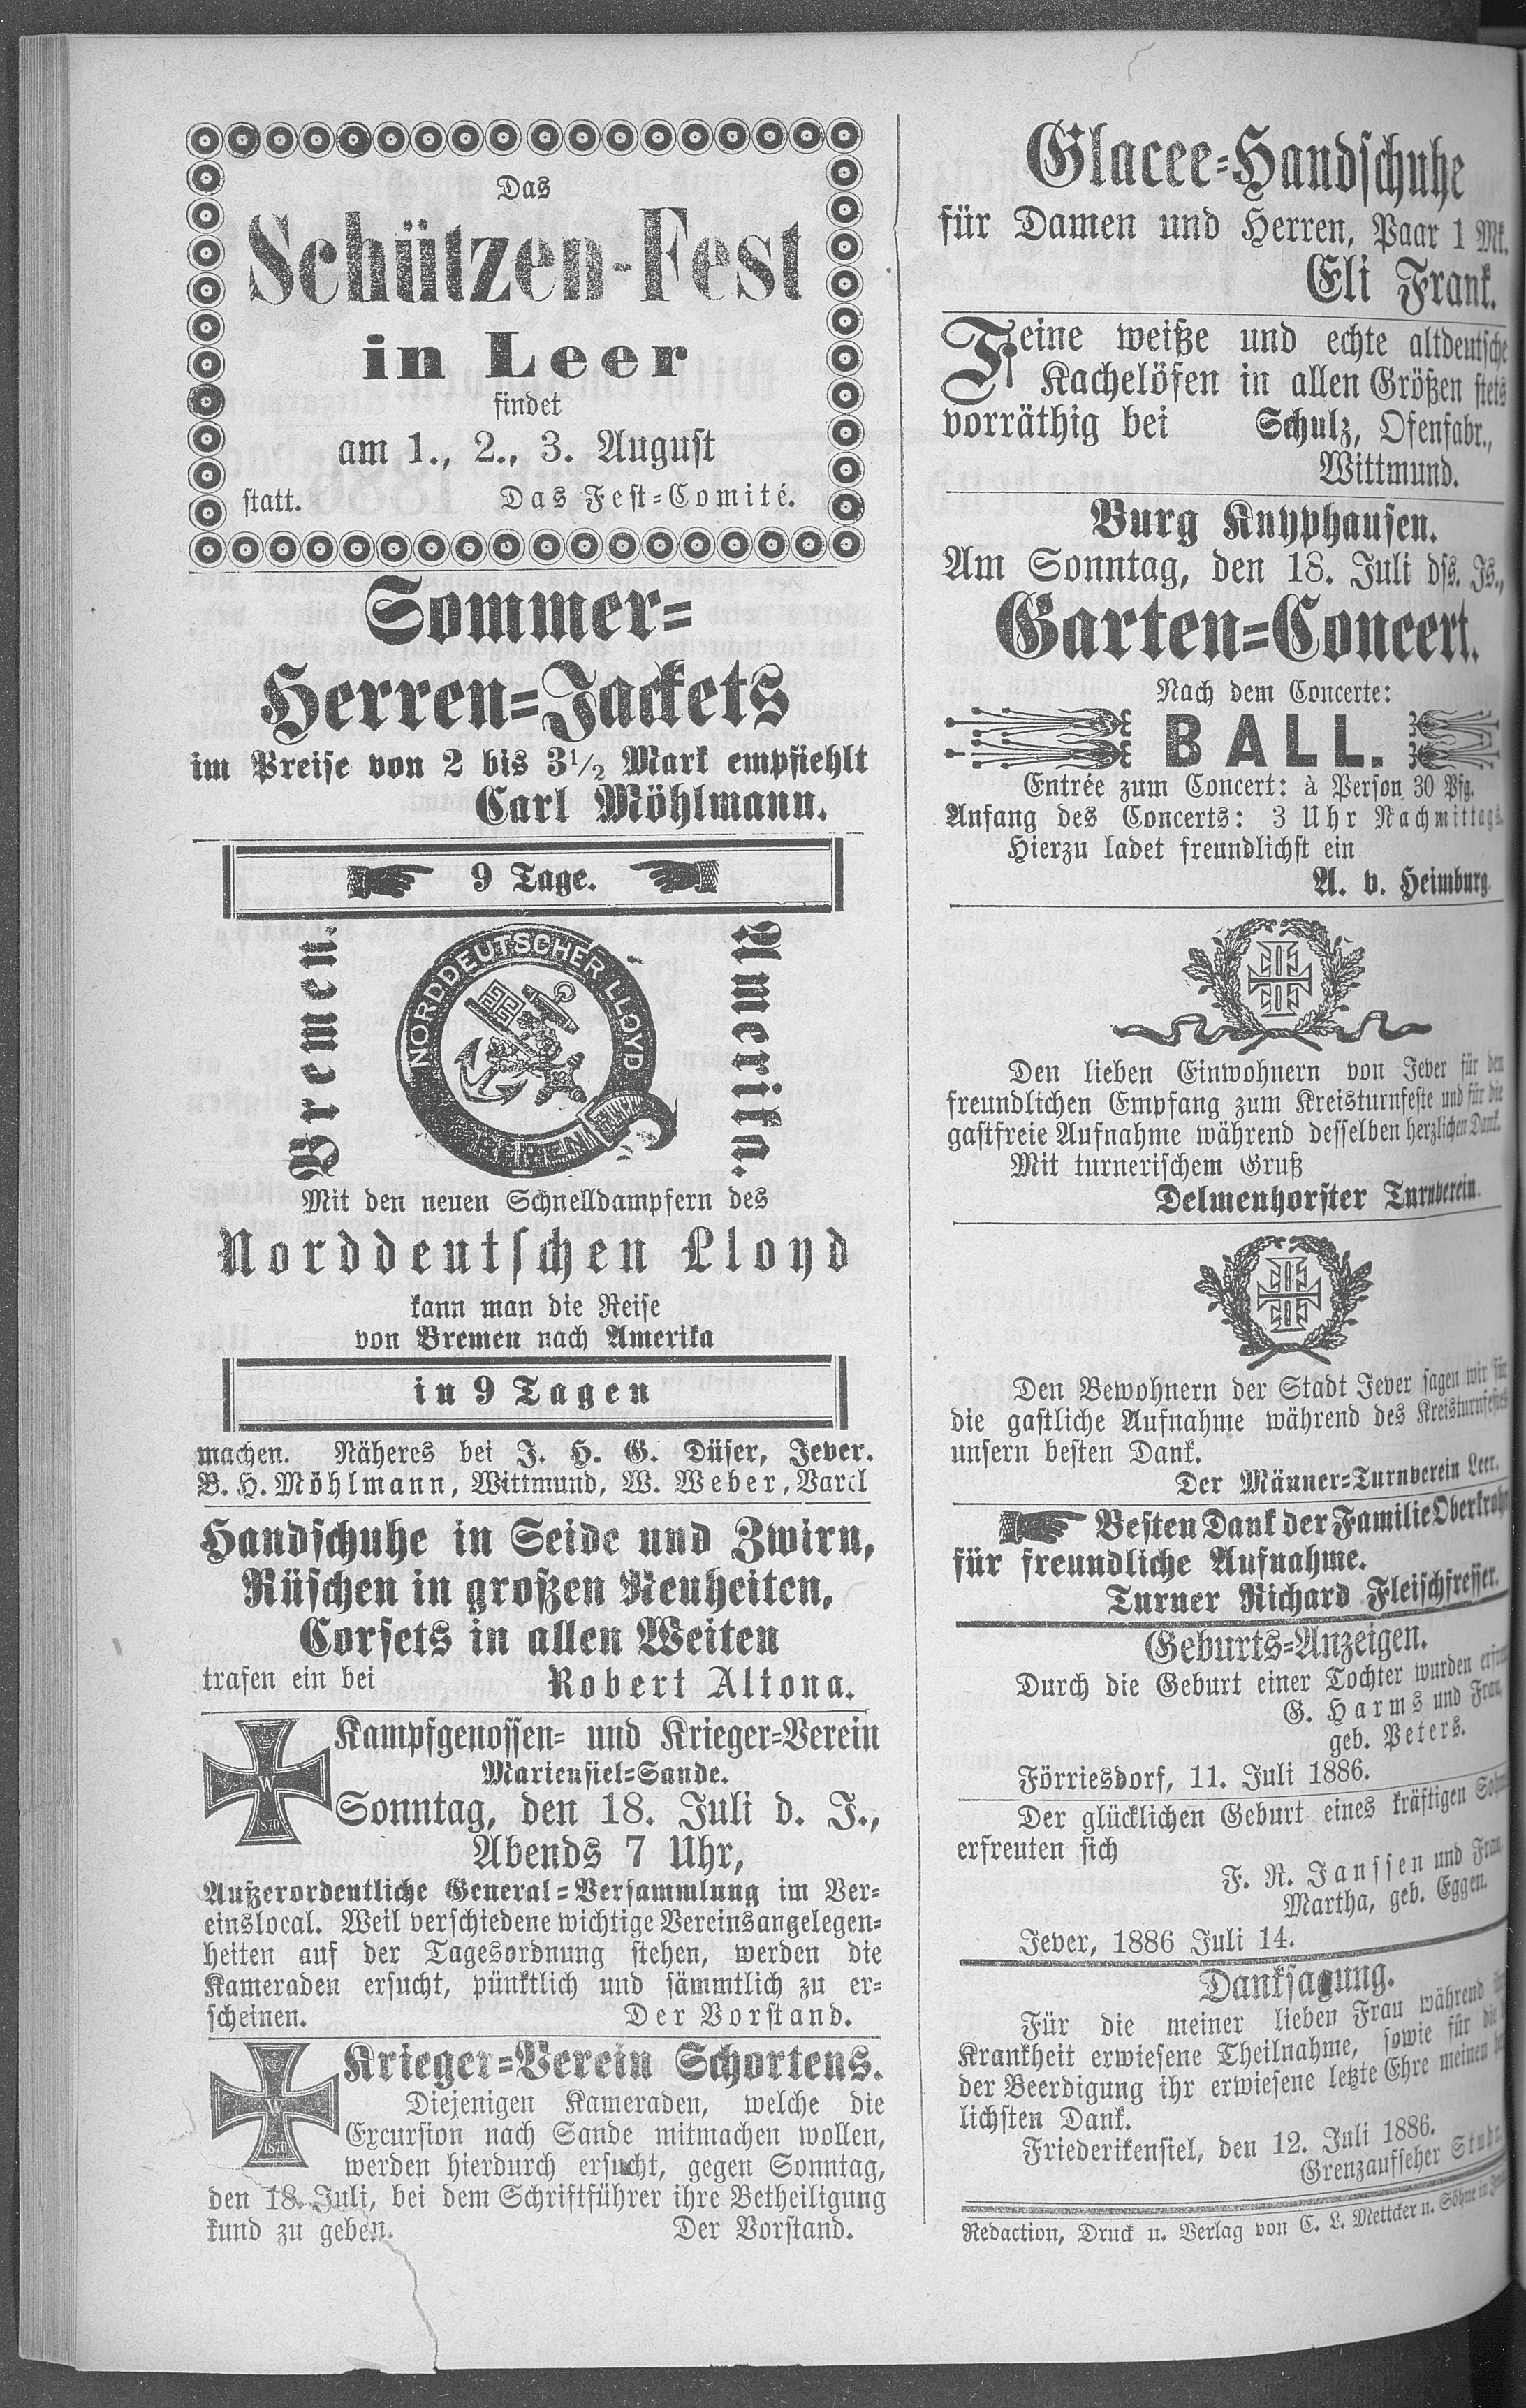 Das
Schützen-Fest
in Leer
findet
am 1., 2., 3. August
statt. Das Fest-Comité.
Sommer-
Herren-Jackets
im Preise von 2 bis 3½ Mark empfiehlt
Carl Möhlmann.
9 Tage.
Bremen.
NORDDEUTSCHER LLOYD
BREMEN
Amerika.
Mit den neuen Schnelldampfern des
Norddeutschen Lloyd
kann man die Reise
von Bremen nach Amerika
in 9 Tagen
machen. Näheres bei J. H. G. Düser, Jever.
B. H. Möhlmann, Wittmund, W. Weber, Varel
Handschuhe in Seide und Zwirn,
Rüschen in großen Neuheiten,
Corsets in allen Weiten
trafen ein bei Robert Altona.
W
1870
Kampfgenossen- und Krieger-Verein
Mariensiel-Sande.
Sonntag, den 18. Juli d. J.,
Abends 7 Uhr,
Außerordentliche General-Versammlung im Ver-
einslocal. Weil verschiedene wichtige Vereinsangelegen-
heiten auf der Tagesordnung stehen, werden die
Kameraden ersucht, pünktlich und sämmtlich zu er-
scheinen. Der Vorstand.
W
1870
Krieger-Verein Schortens.
Diejenigen Kameraden, welche die
Excursion nach Sande mitmachen wollen,
werden hierdurch ersucht, gegen Sonntag,
den 18. Juli, bei dem Schriftführer ihre Betheiligung
kund zu geben. Der Vorstand.
Glacee-Handschuhe
für Damen und Herren, Paar 1 Mk.
Eli Frank.
Feine weiße und echte altdeutsche
Kachelöfen in allen Größen stets
vorräthig bei Schulz, Ofenfabr.,
Wittmund.
Burg Knyphausen.
Am Sonntag, den 18. Juli dss. Js.,
Garten-Concert.
Nach dem Concerte:
BALL.
Entrée zum Concert: à Person 30 Pfg.
Anfang des Concerts: 3 Uhr Nachmittags.
Hierzu ladet freundlichst ein
A. v. Heimburg.
Den lieben Einwohnern von Jever für den
freundlichen Empfang zum Kreisturnfeste und für die
gastfreie Aufnahme während desselben herzlichen Dank.
Mit turnerischem Gruß
Delmenhorster Turnverein.
Den Bewohnern der Stadt Jever sagen wir für
die gastliche Aufnahme während des Kreisturnfestes
unsern besten Dank.
Der Männer-Turnverein Leer.
Besten Dank der Familie Oberkrohn
für freundliche Aufnahme.
Turner Richard Fleischfresser.
Geburts-Anzeigen.
Durch die Geburt einer Tochter wurden
G. Harms und Frau,
geb. Peters.
Förriesdorf, 11. Juli 1886.
Der glücklichen Geburt eines kräftigen Sohnes
erfreuten sich
F. R. Janssen und Frau,
Martha, geb. Eggen.
Jever, 1886 Juli 14.
Danksagung.
Für die meiner lieben Frau während
Krankheit erwiesene Theilnahme, sowie für
der Beerdigung ihr erwiesene letzte Ehre meinen
lichsten Dank.
Friederikensiel, den 12. Juli 1886.
Grenzaufseher
Redaction, Druck u. Verlag von C. L. Mettcker u. Söhne in